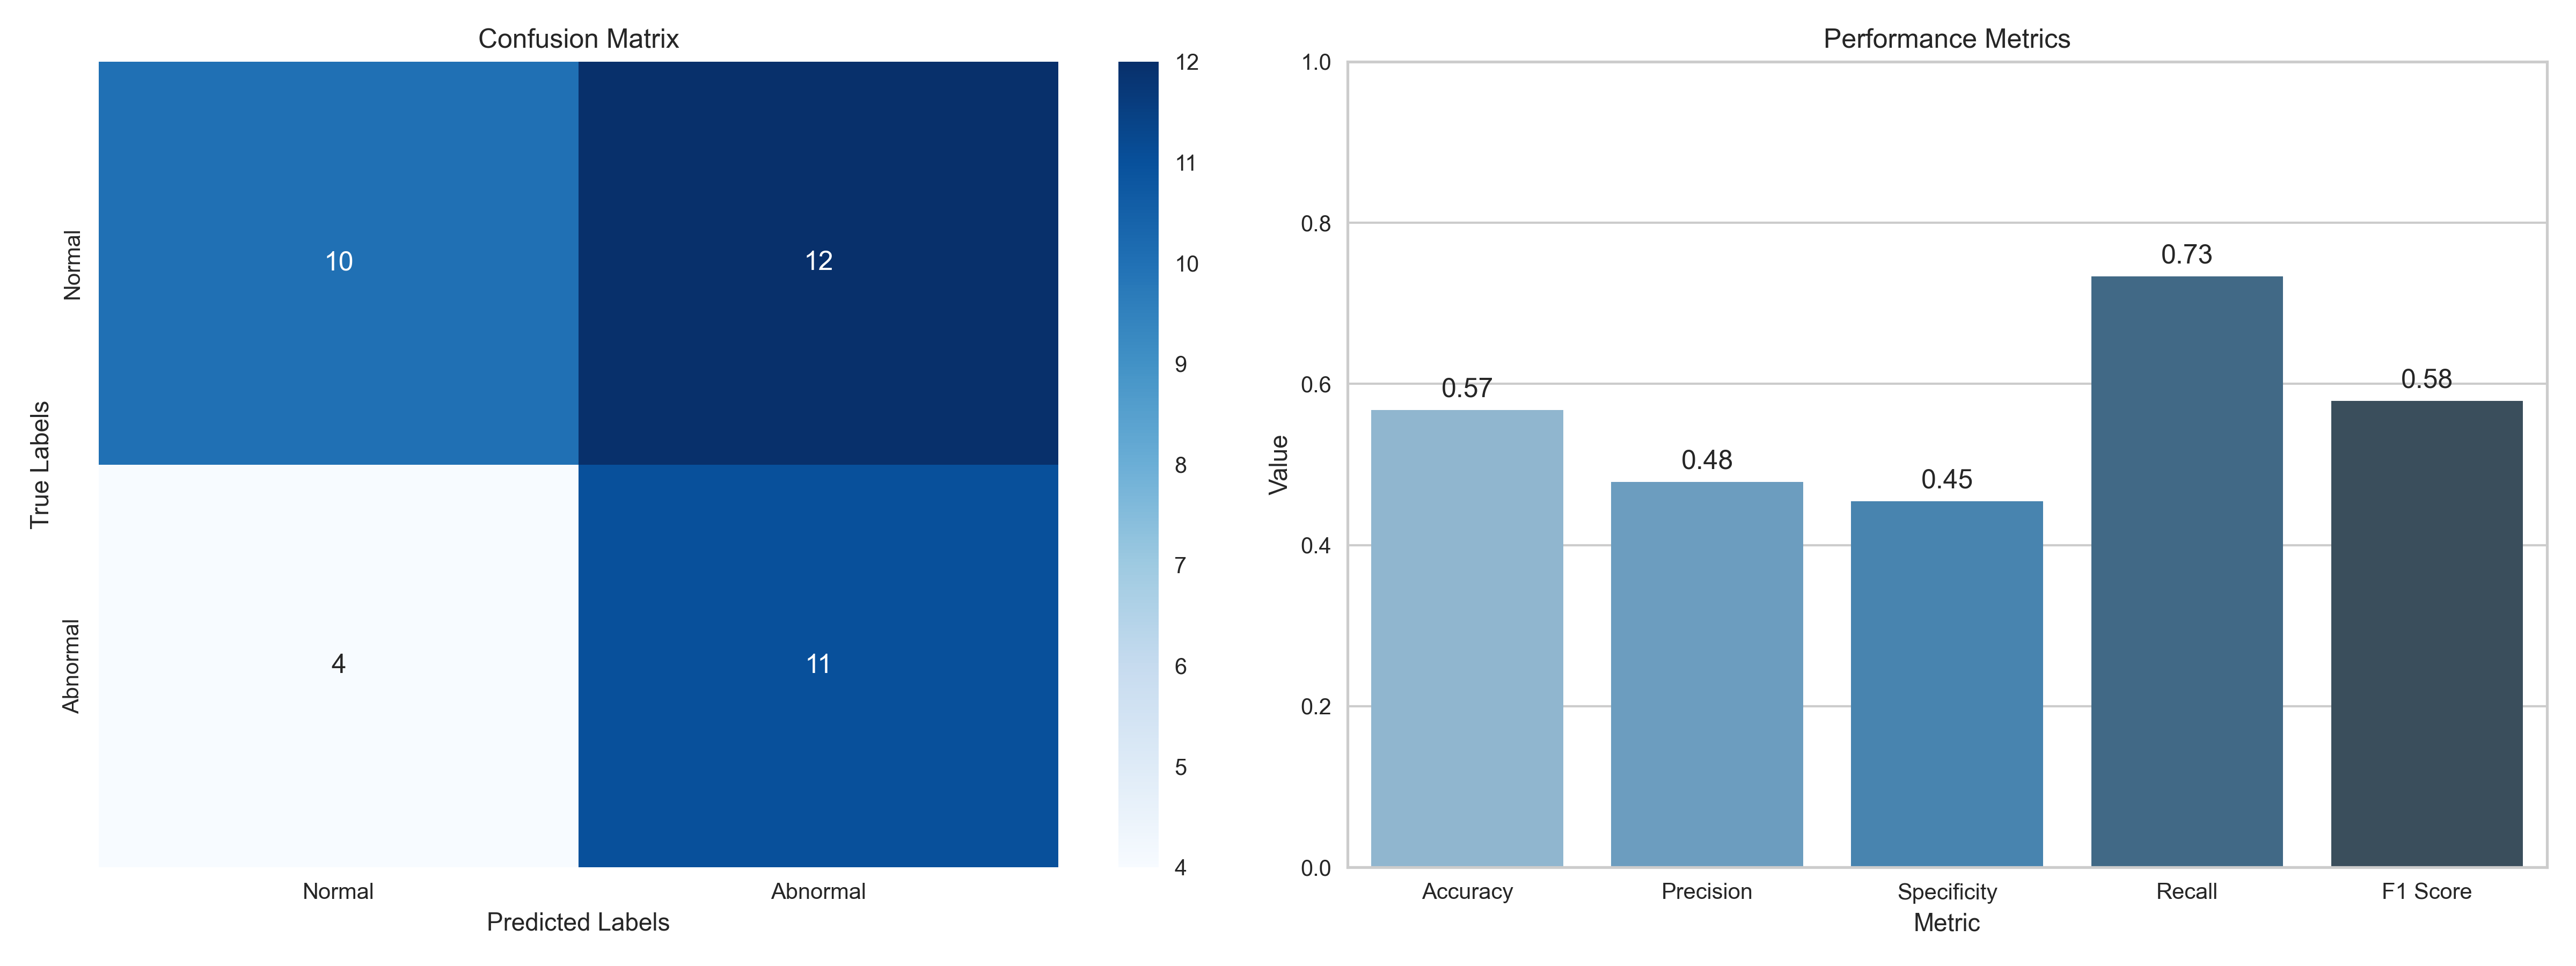 Confusion Matrix
True Labels
Normal
Abnormal
10
12
4
11
Normal
Abnormal
Predicted Labels
12
11
10
9
8
7
6
5
4
Performance Metrics
Value
1.0
0.8
0.6
0.4
0.2
0.0
0.57
0.48
0.45
0.73
0.58
Accuracy
Precision
Specificity
Recall
F1 Score
Metric